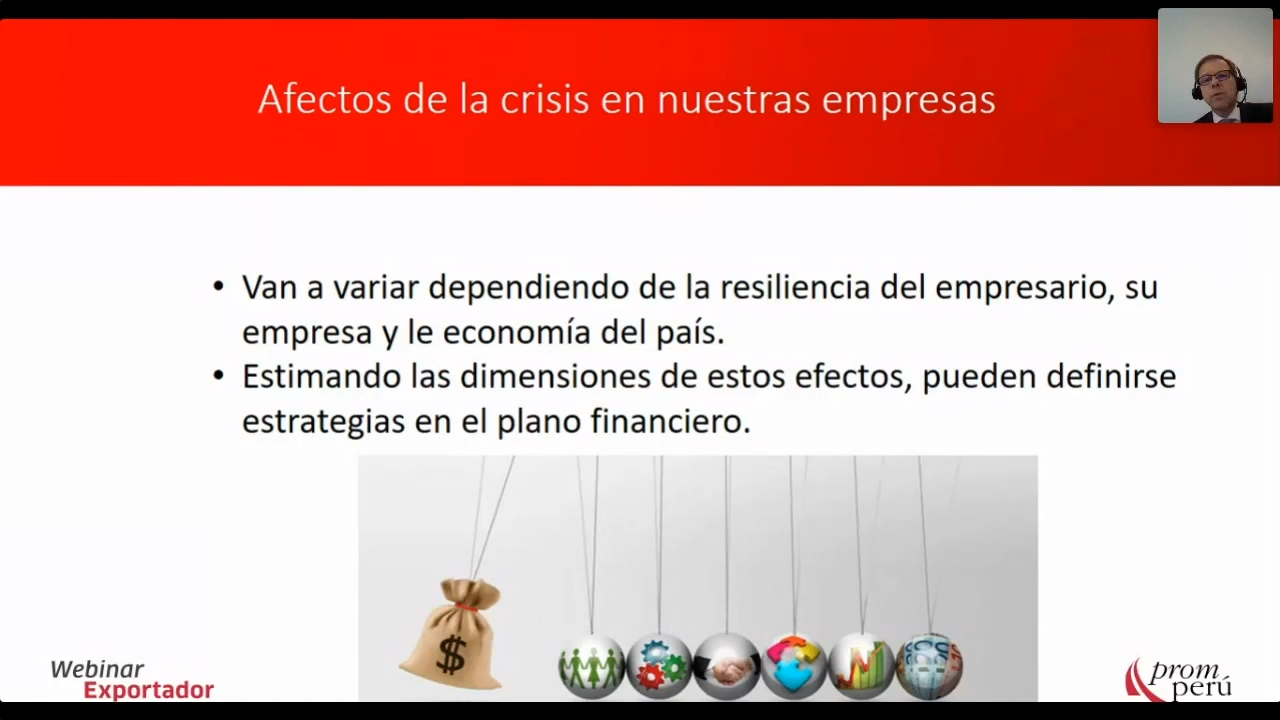 Afectos de la crisis en nuestras empresas
• Van a variar dependiendo de la resiliencia del empresario, su
empresa y le economía del país.
• Estimando las dimensiones de estos efectos, pueden definirse
estrategias en el plano financiero.
$
Webinar
Exportador
prom
perú